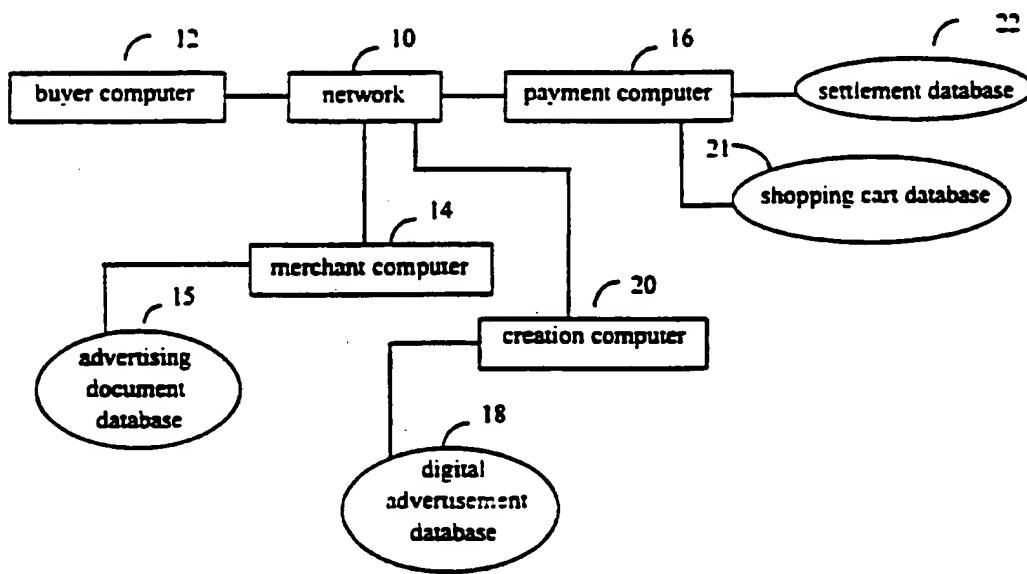 12
10
16
22
buyer computer
network
payment computer
settlement database
21
shopping cart database
14
merchant computer
15
20
advertising
document
database
creation computer
18
digital
advertisement
database